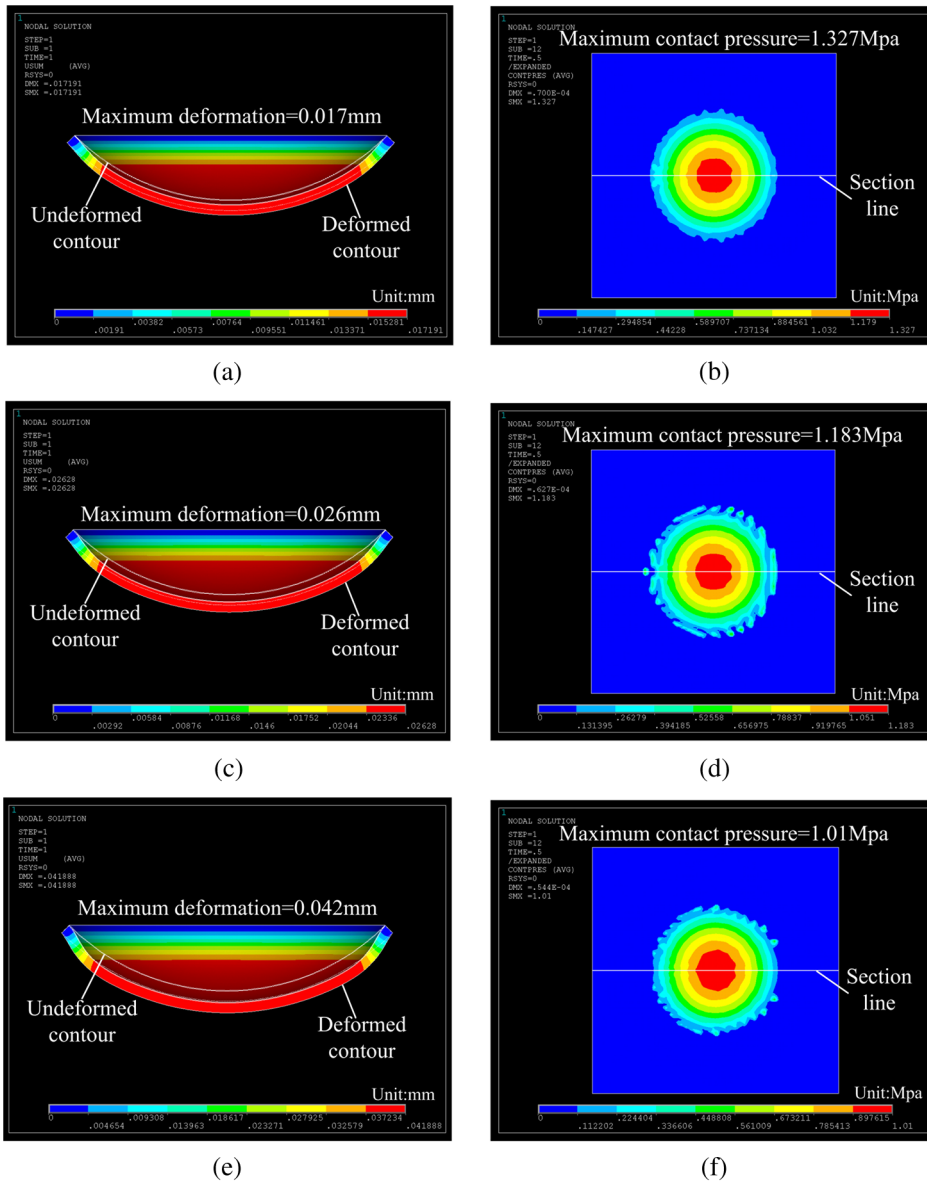 1
NODAL SOLUTION
STEP=1
SUB =1
TIME=1
USUM (AVG)
RSYS=0
DMX =.017191
SMX =.017191
Maximum deformation=0.017mm
Undeformed
contour
Deformed
contour
Unit:mm
0 .00382 .00764 .011461 .015281
.00191 .00573 .009551 .013371 .017191
(a)
1
NODAL SOLUTION
STEP=1
SUB =12
TIME=.5
/EXPANDED
CONTPRES (AVG)
RSYS=0
DMX =.700E-04
SMX =1.327
Maximum contact pressure=1.327Mpa
Section
line
Unit:Mpa
0 .294854 .589707 .884561 1.179
.147427 .44228 .737134 1.032 1.327
(b)
1
NODAL SOLUTION
STEP=1
SUB =1
TIME=1
USUM (AVG)
RSYS=0
DMX =.02628
SMX =.02628
Maximum deformation=0.026mm
Undeformed
contour
Deformed
contour
Unit:mm
0 .00584 .01168 .01752 .02336
.00292 .00876 .0146 .02044 .02628
(c)
1
NODAL SOLUTION
STEP=1
SUB =12
TIME=.5
/EXPANDED
CONTPRES (AVG)
RSYS=0
DMX =.627E-04
SMX =1.183
Maximum contact pressure=1.183Mpa
Section
line
Unit:Mpa
0 .26279 .52558 .78837 1.051
.131395 .394185 .656975 .919765 1.183
(d)
1
NODAL SOLUTION
STEP=1
SUB =1
TIME=1
USUM (AVG)
RSYS=0
DMX =.041888
SMX =.041888
Maximum deformation=0.042mm
Undeformed
contour
Deformed
contour
Unit:mm
0 .009308 .018617 .027925 .037234
.004654 .013963 .023271 .032579 .041888
(e)
1
NODAL SOLUTION
STEP=1
SUB =12
TIME=.5
/EXPANDED
CONTPRES (AVG)
RSYS=0
DMX =.544E-04
SMX =1.01
Maximum contact pressure=1.01Mpa
Section
line
Unit:Mpa
0 .224404 .448808 .673211 .897615
.112202 .336606 .561009 .785413 1.01
(f)